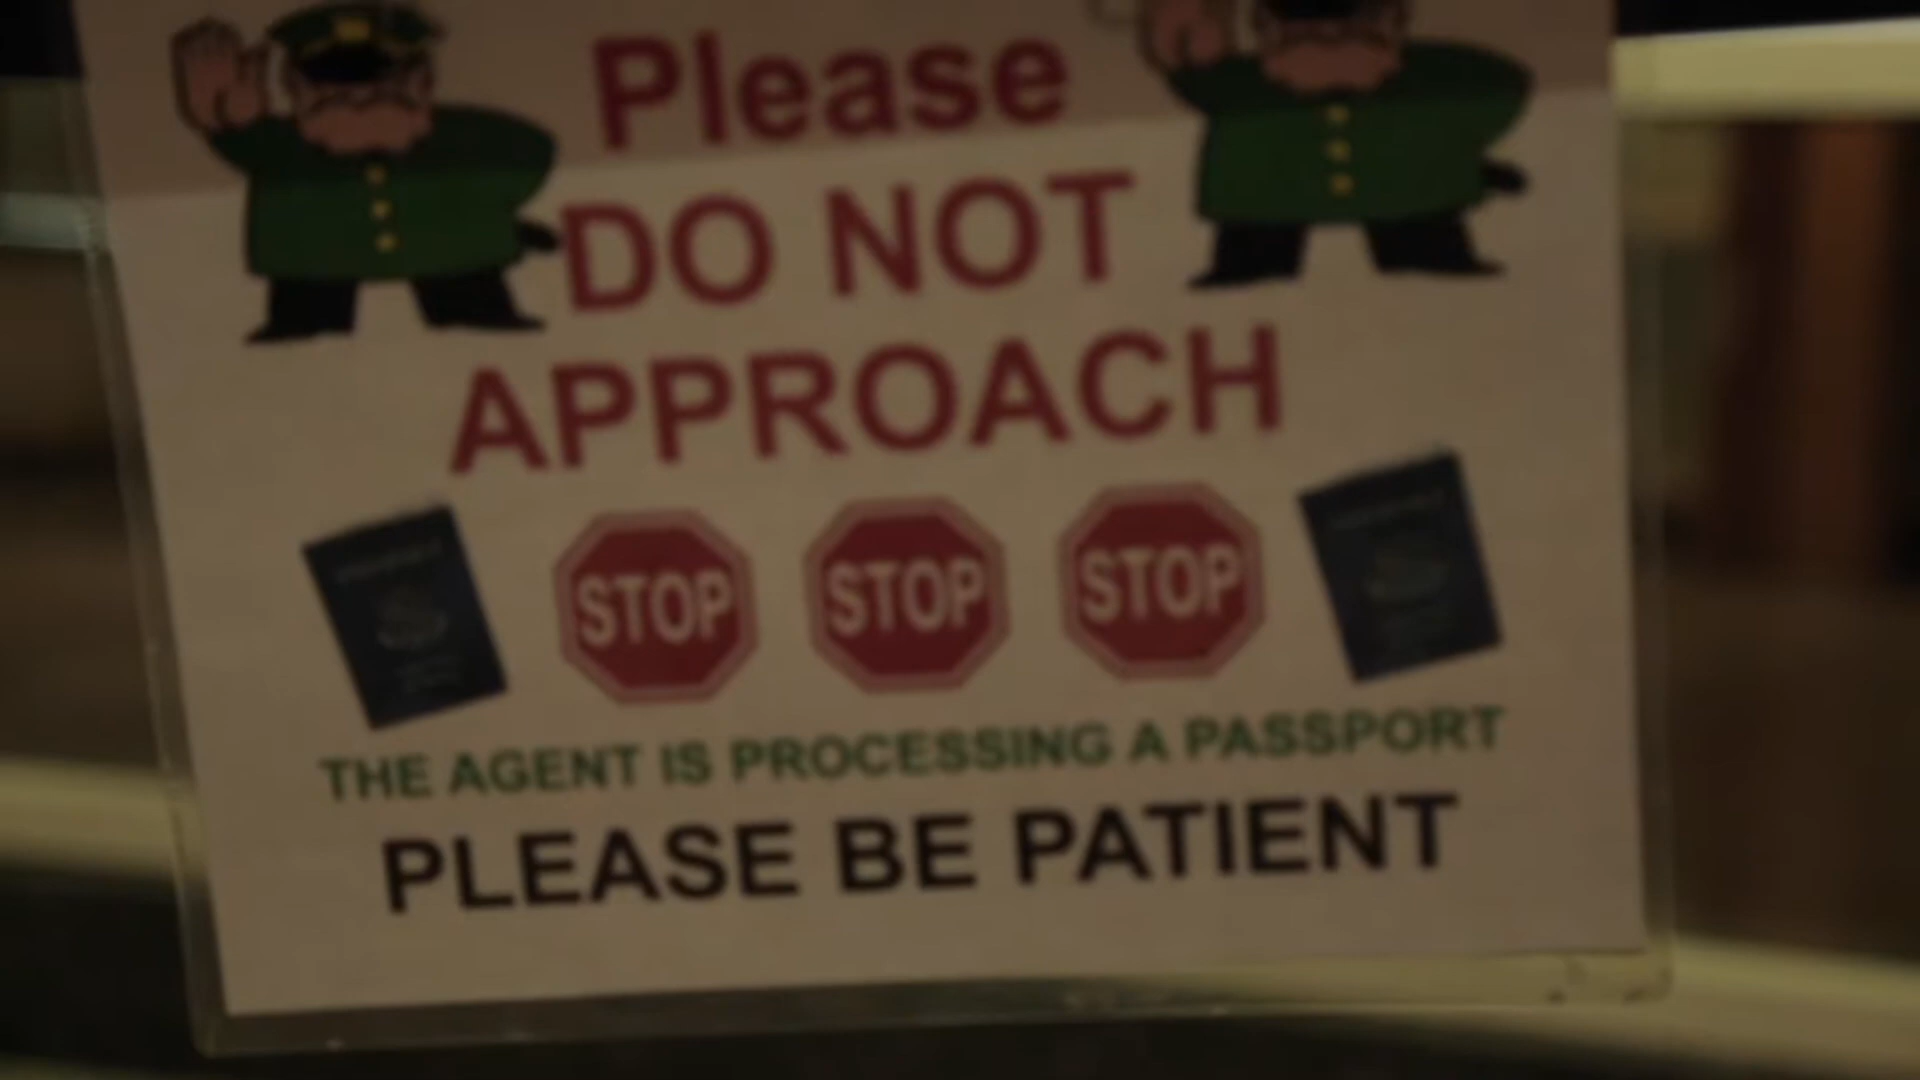 Please
DO NOT
APPROACH
STOP STOP STOP
THE AGENT IS PROCESSING A PASSPORT
PLEASE BE PATIENT